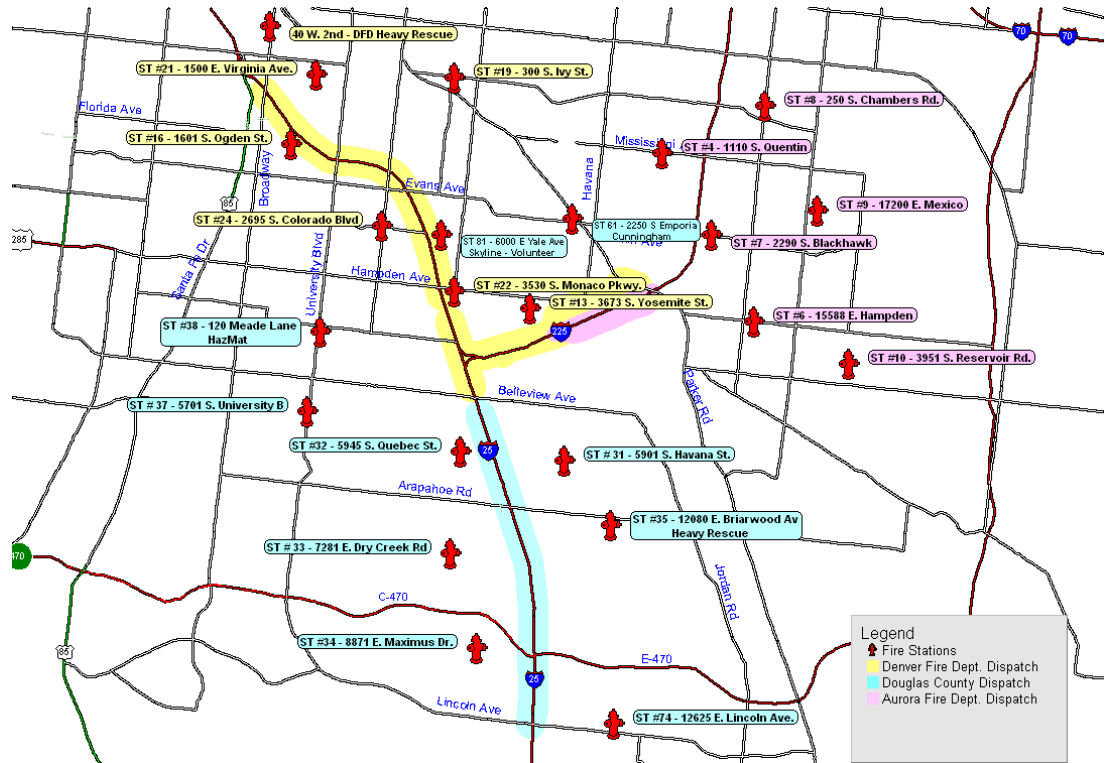 70
70
40 W. 2nd - DFD Heavy Rescue
ST #21 - 1500 E. Virginia Ave.
ST #19 - 300 S. Ivy St.
ST #8 - 250 S. Chambers Rd.
Florida Ave
ST #16 - 1601 S. Ogden St.
ST #4 - 1110 S. Quentin
Broadway
Evans Ave
Havana
85
ST #9 - 17200 E. Mexico
ST #24 - 2695 S. Colorado Blvd
ST 61 - 2250 S Emporia
Cunningham
Ave
285
ST 81 - 6000 E Yale Ave
Skyline - Volunteer
ST #7 - 2290 S. Blackhawk
Santa Fe Dr
University Blvd
Hampden Ave
ST #22 - 3530 S. Monaco Pkwy.
ST #13 - 3673 S. Yosemite St.
ST #6 - 15588 E. Hampden
ST #38 - 120 Meade Lane
HazMat
225
ST #10 - 3951 S. Reservoir Rd.
Parker Rd
Belleview Ave
ST # 37 - 5701 S. University B
ST #32 - 5945 S. Quebec St.
25
ST # 31 - 5901 S. Havana St.
Arapahoe Rd
ST #35 - 12080 E. Briarwood Av
Heavy Rescue
ST # 33 - 7281 E. Dry Creek Rd
470
C-470
Jordan Rd
ST #34 - 8871 E. Maximus Dr.
85
E-470
25
Lincoln Ave
ST #74 - 12625 E. Lincoln Ave.
Legend
Fire Stations
Denver Fire Dept. Dispatch
Douglas County Dispatch
Aurora Fire Dept. Dispatch